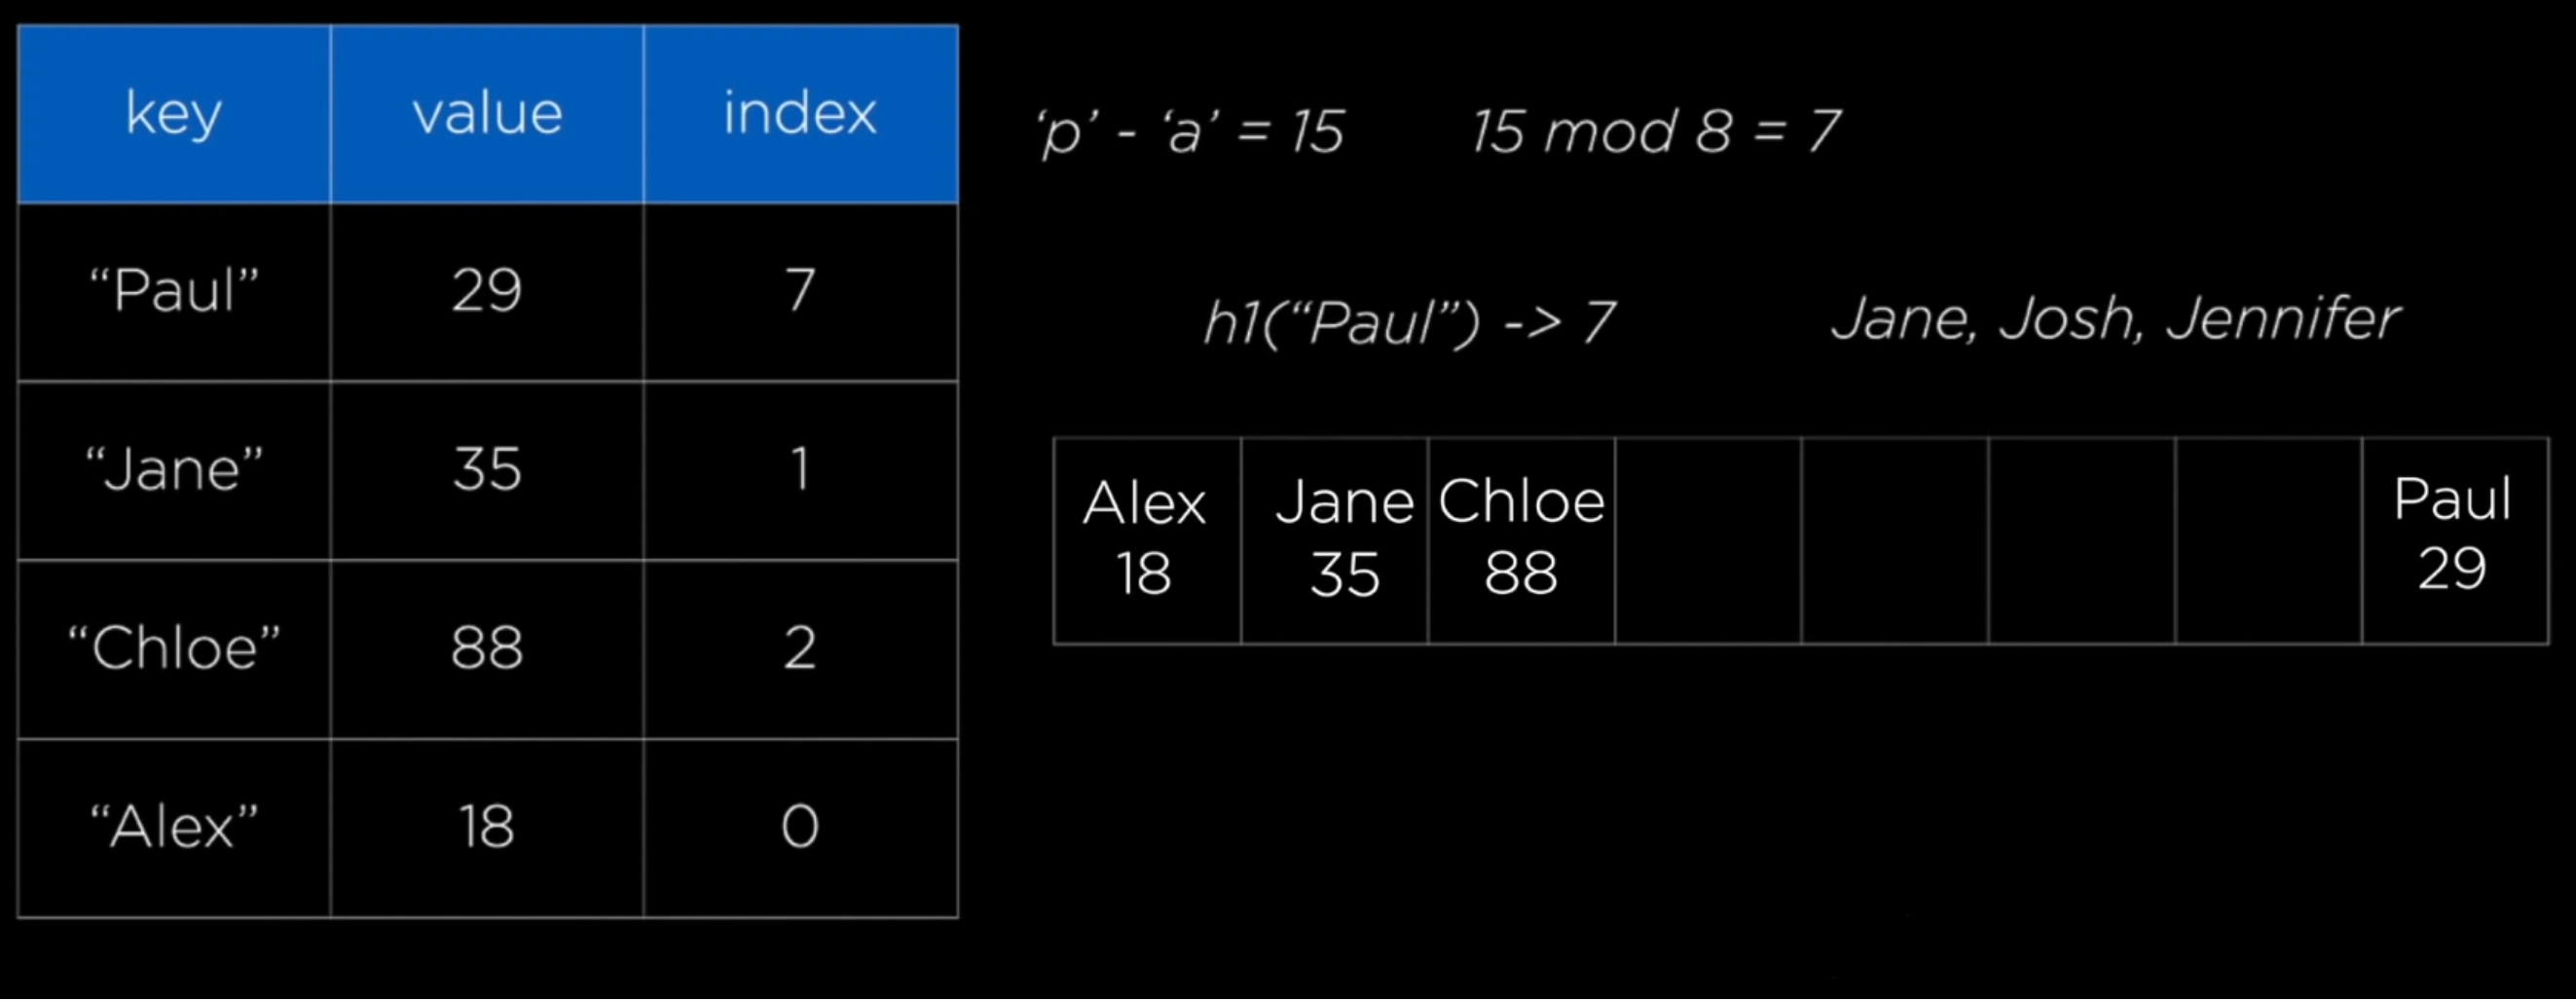 key value index
“Paul” 29 7
“Jane” 35 1
“Chloe” 88 2
“Alex” 18 0
‘p’ - ‘a’ = 15 15 mod 8 = 7
h1(“Paul”) -> 7 Jane, Josh, Jennifer
Alex Jane Chloe Paul
18 35 88 29